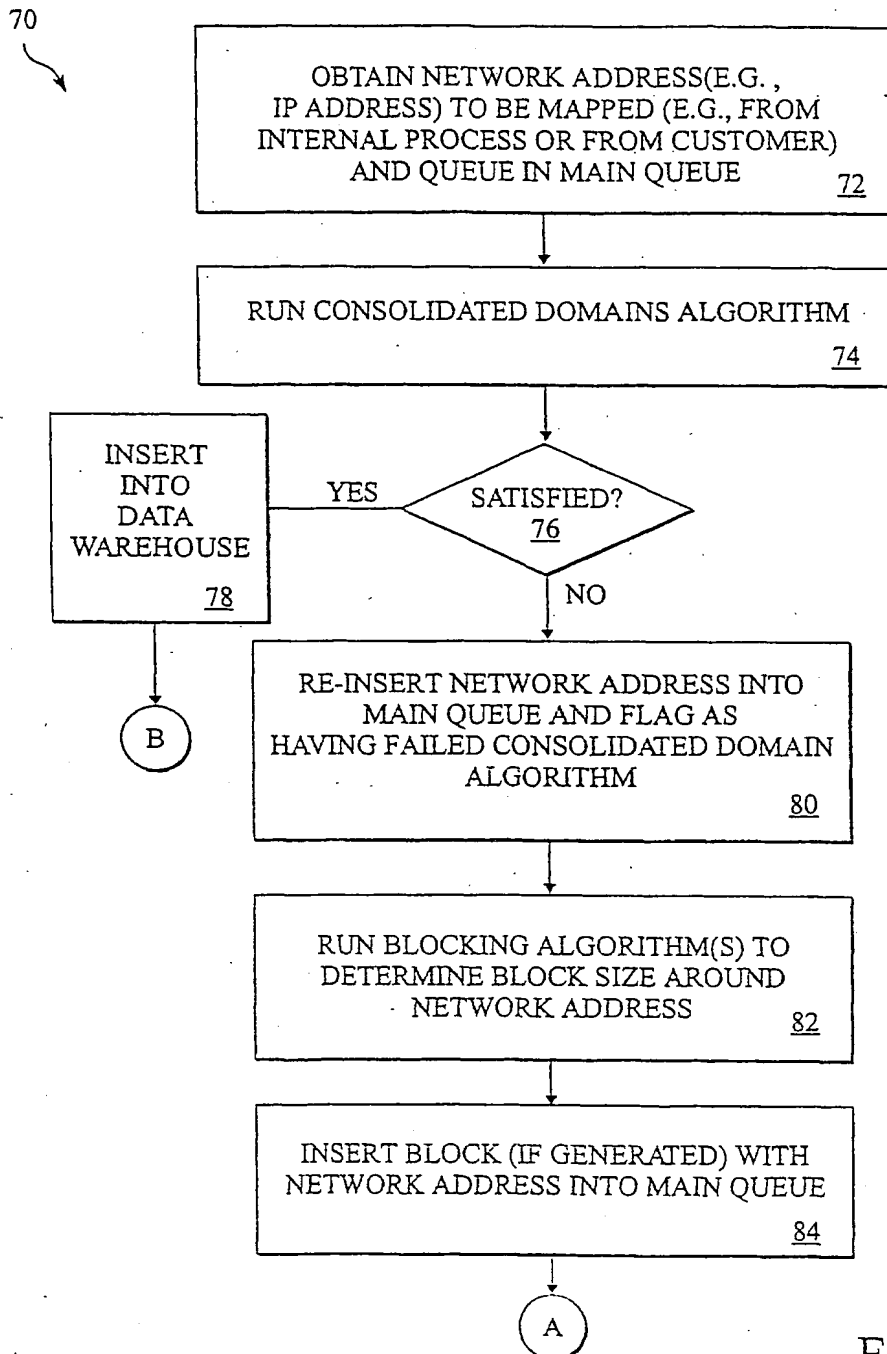 70
OBTAIN NETWORK ADDRESS(E.G. ,
IP ADDRESS) TO BE MAPPED (E.G., FROM
INTERNAL PROCESS OR FROM CUSTOMER)
AND QUEUE IN MAIN QUEUE
72
RUN CONSOLIDATED DOMAINS ALGORITHM
74
SATISFIED?
76
YES
INSERT
INTO
DATA
WAREHOUSE
78
B
NO
RE-INSERT NETWORK ADDRESS INTO
MAIN QUEUE AND FLAG AS
HAVING FAILED CONSOLIDATED DOMAIN
ALGORITHM
80
RUN BLOCKING ALGORITHM(S) TO
DETERMINE BLOCK SIZE AROUND
NETWORK ADDRESS
82
INSERT BLOCK (IF GENERATED) WITH
NETWORK ADDRESS INTO MAIN QUEUE
84
A